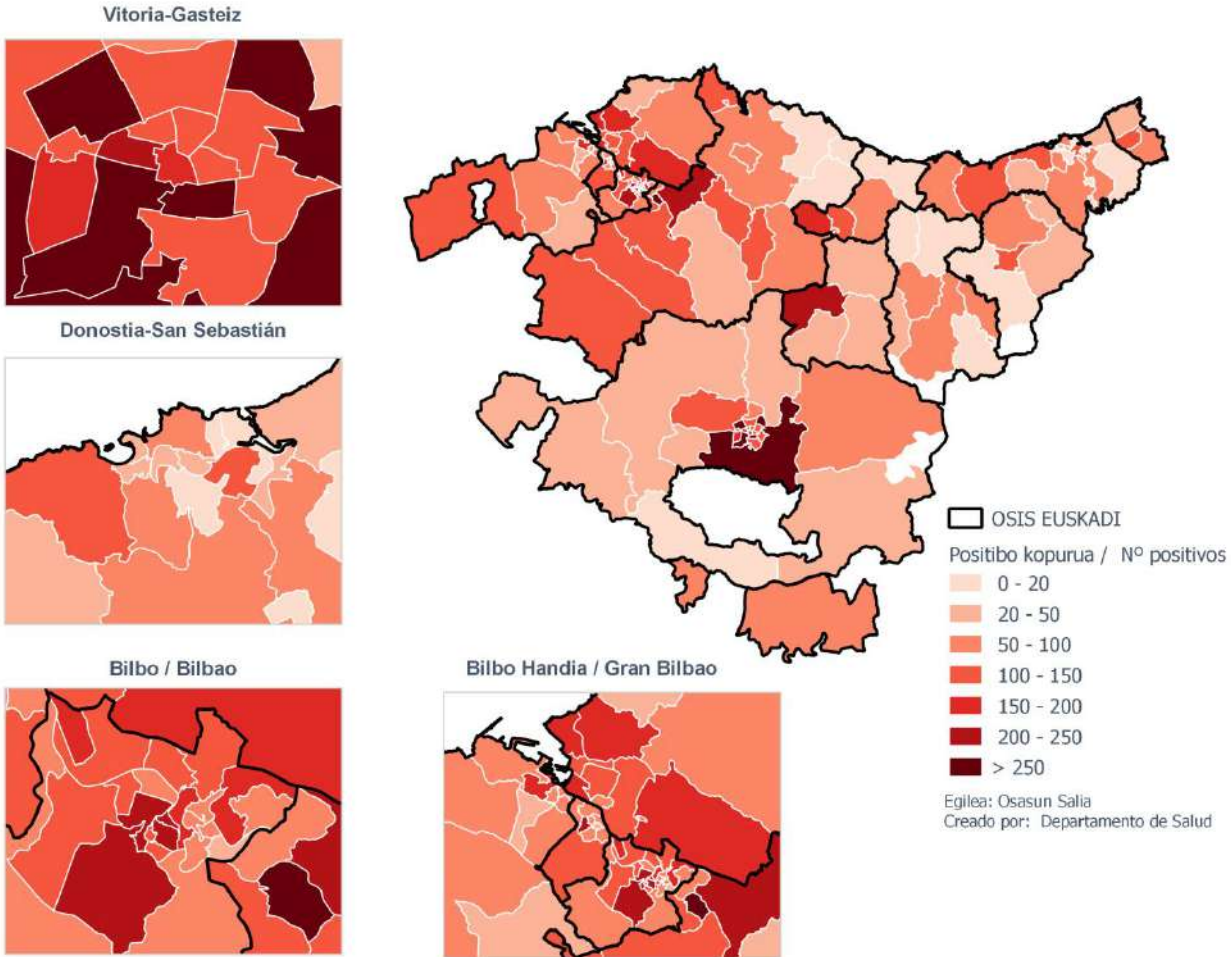 Vitoria-Gasteiz
Donostia-San Sebastián
Bilbo / Bilbao
Bilbo Handia / Gran Bilbao
OSIS EUSKADI
Positibo kopurua / Nº positivos
0 - 20
20 - 50
50 - 100
100 - 150
150 - 200
200 - 250
> 250
Egilea: Osasun Salia
Creado por: Departamento de Salud